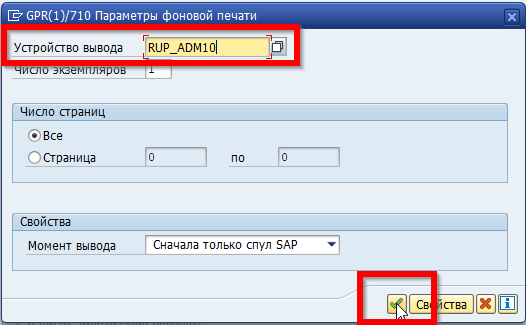 GPR(1)/710 Параметры фоновой печати
Устройство вывода RUP_ADM10
Число экземпляров 1
Число страниц
Все
Страница 0 по 0
Свойства
Момент вывода Сначала только спул SAP
Свойства